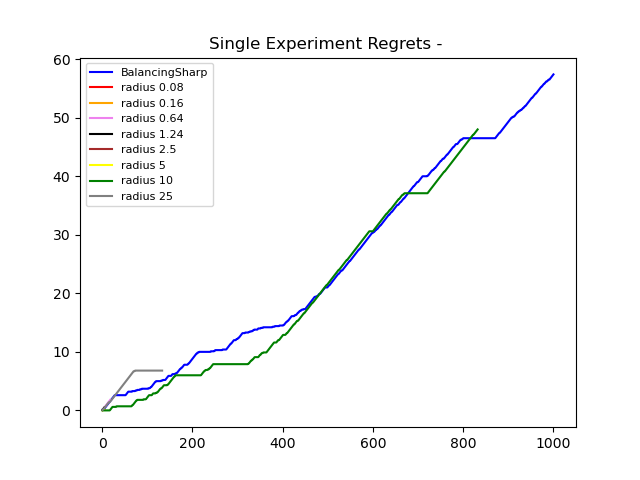 Single Experiment Regrets -
BalancingSharp
radius 0.08
radius 0.16
radius 0.64
radius 1.24
radius 2.5
radius 5
radius 10
radius 25
60
50
40
30
20
10
0
0 200 400 600 800 1000